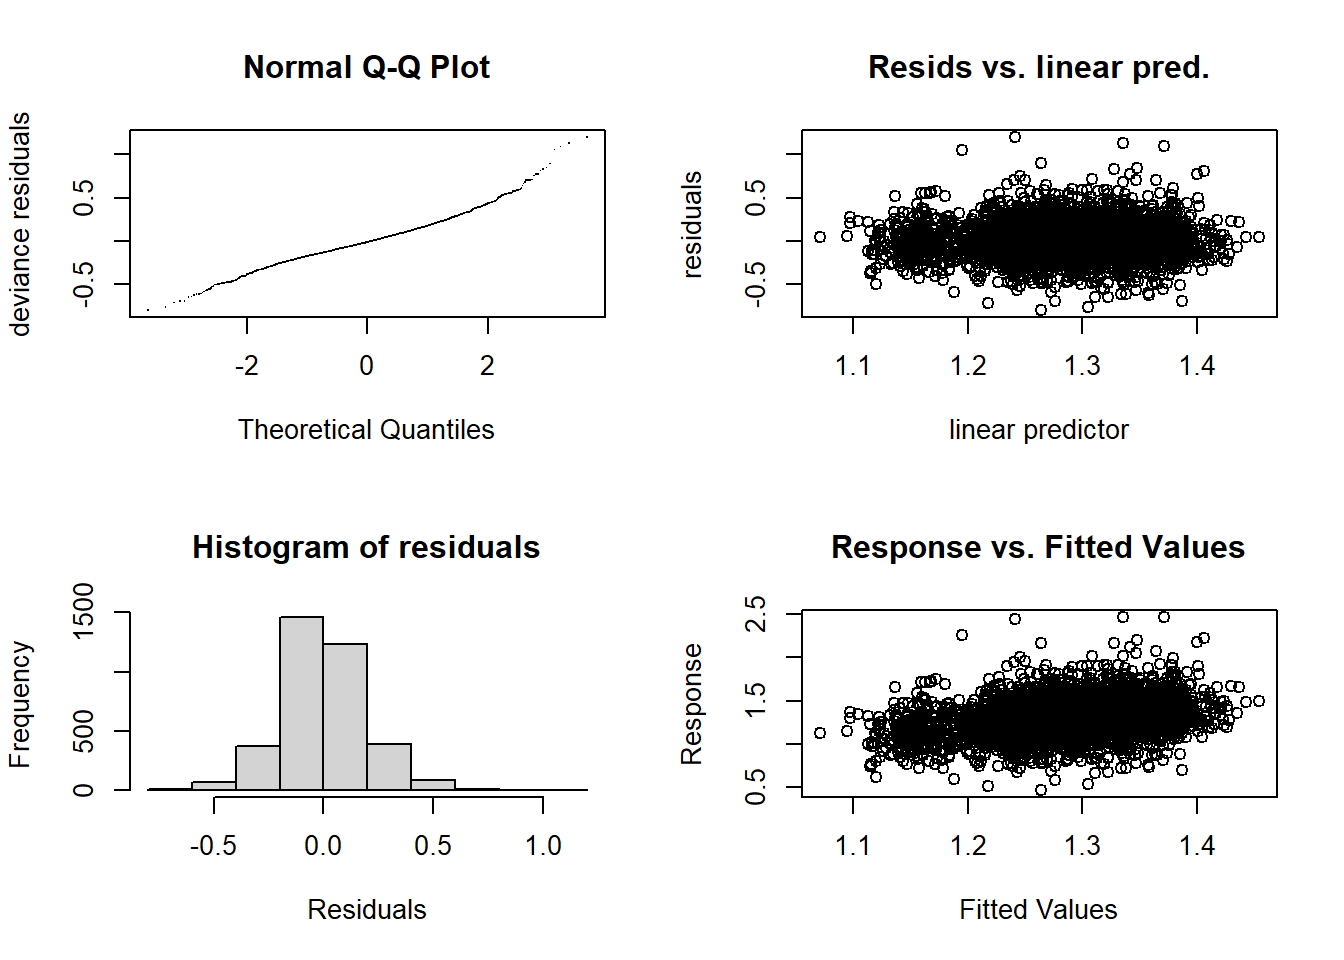 Normal Q-Q Plot
deviance residuals
-0.5 0.5
-2 0 2
Theoretical Quantiles
Resids vs. linear pred.
residuals
-0.5 0.5
1.1 1.2 1.3 1.4
linear predictor
Histogram of residuals
Frequency
0 500 1500
-0.5 0.0 0.5 1.0
Residuals
Response vs. Fitted Values
Response
0.5 1.5 2.5
1.1 1.2 1.3 1.4
Fitted Values